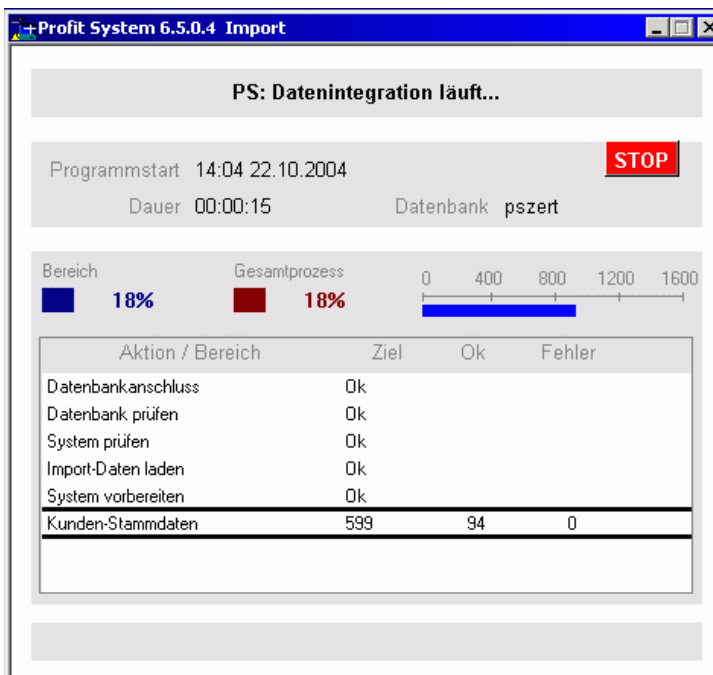 Profit System 6.5.0.4 Import
PS: Datenintegration läuft...
STOP
Programmstart 14:04 22.10.2004
Dauer 00:00:15 Datenbank pszert
Bereich Gesamtprozess 0 400 800 1200 1600
18% 18%
Aktion / Bereich Ziel Ok Fehler
Datenbankanschluss Ok
Datenbank prüfen Ok
System prüfen Ok
Import-Daten laden Ok
System vorbereiten Ok
Kunden-Stammdaten 599 94 0